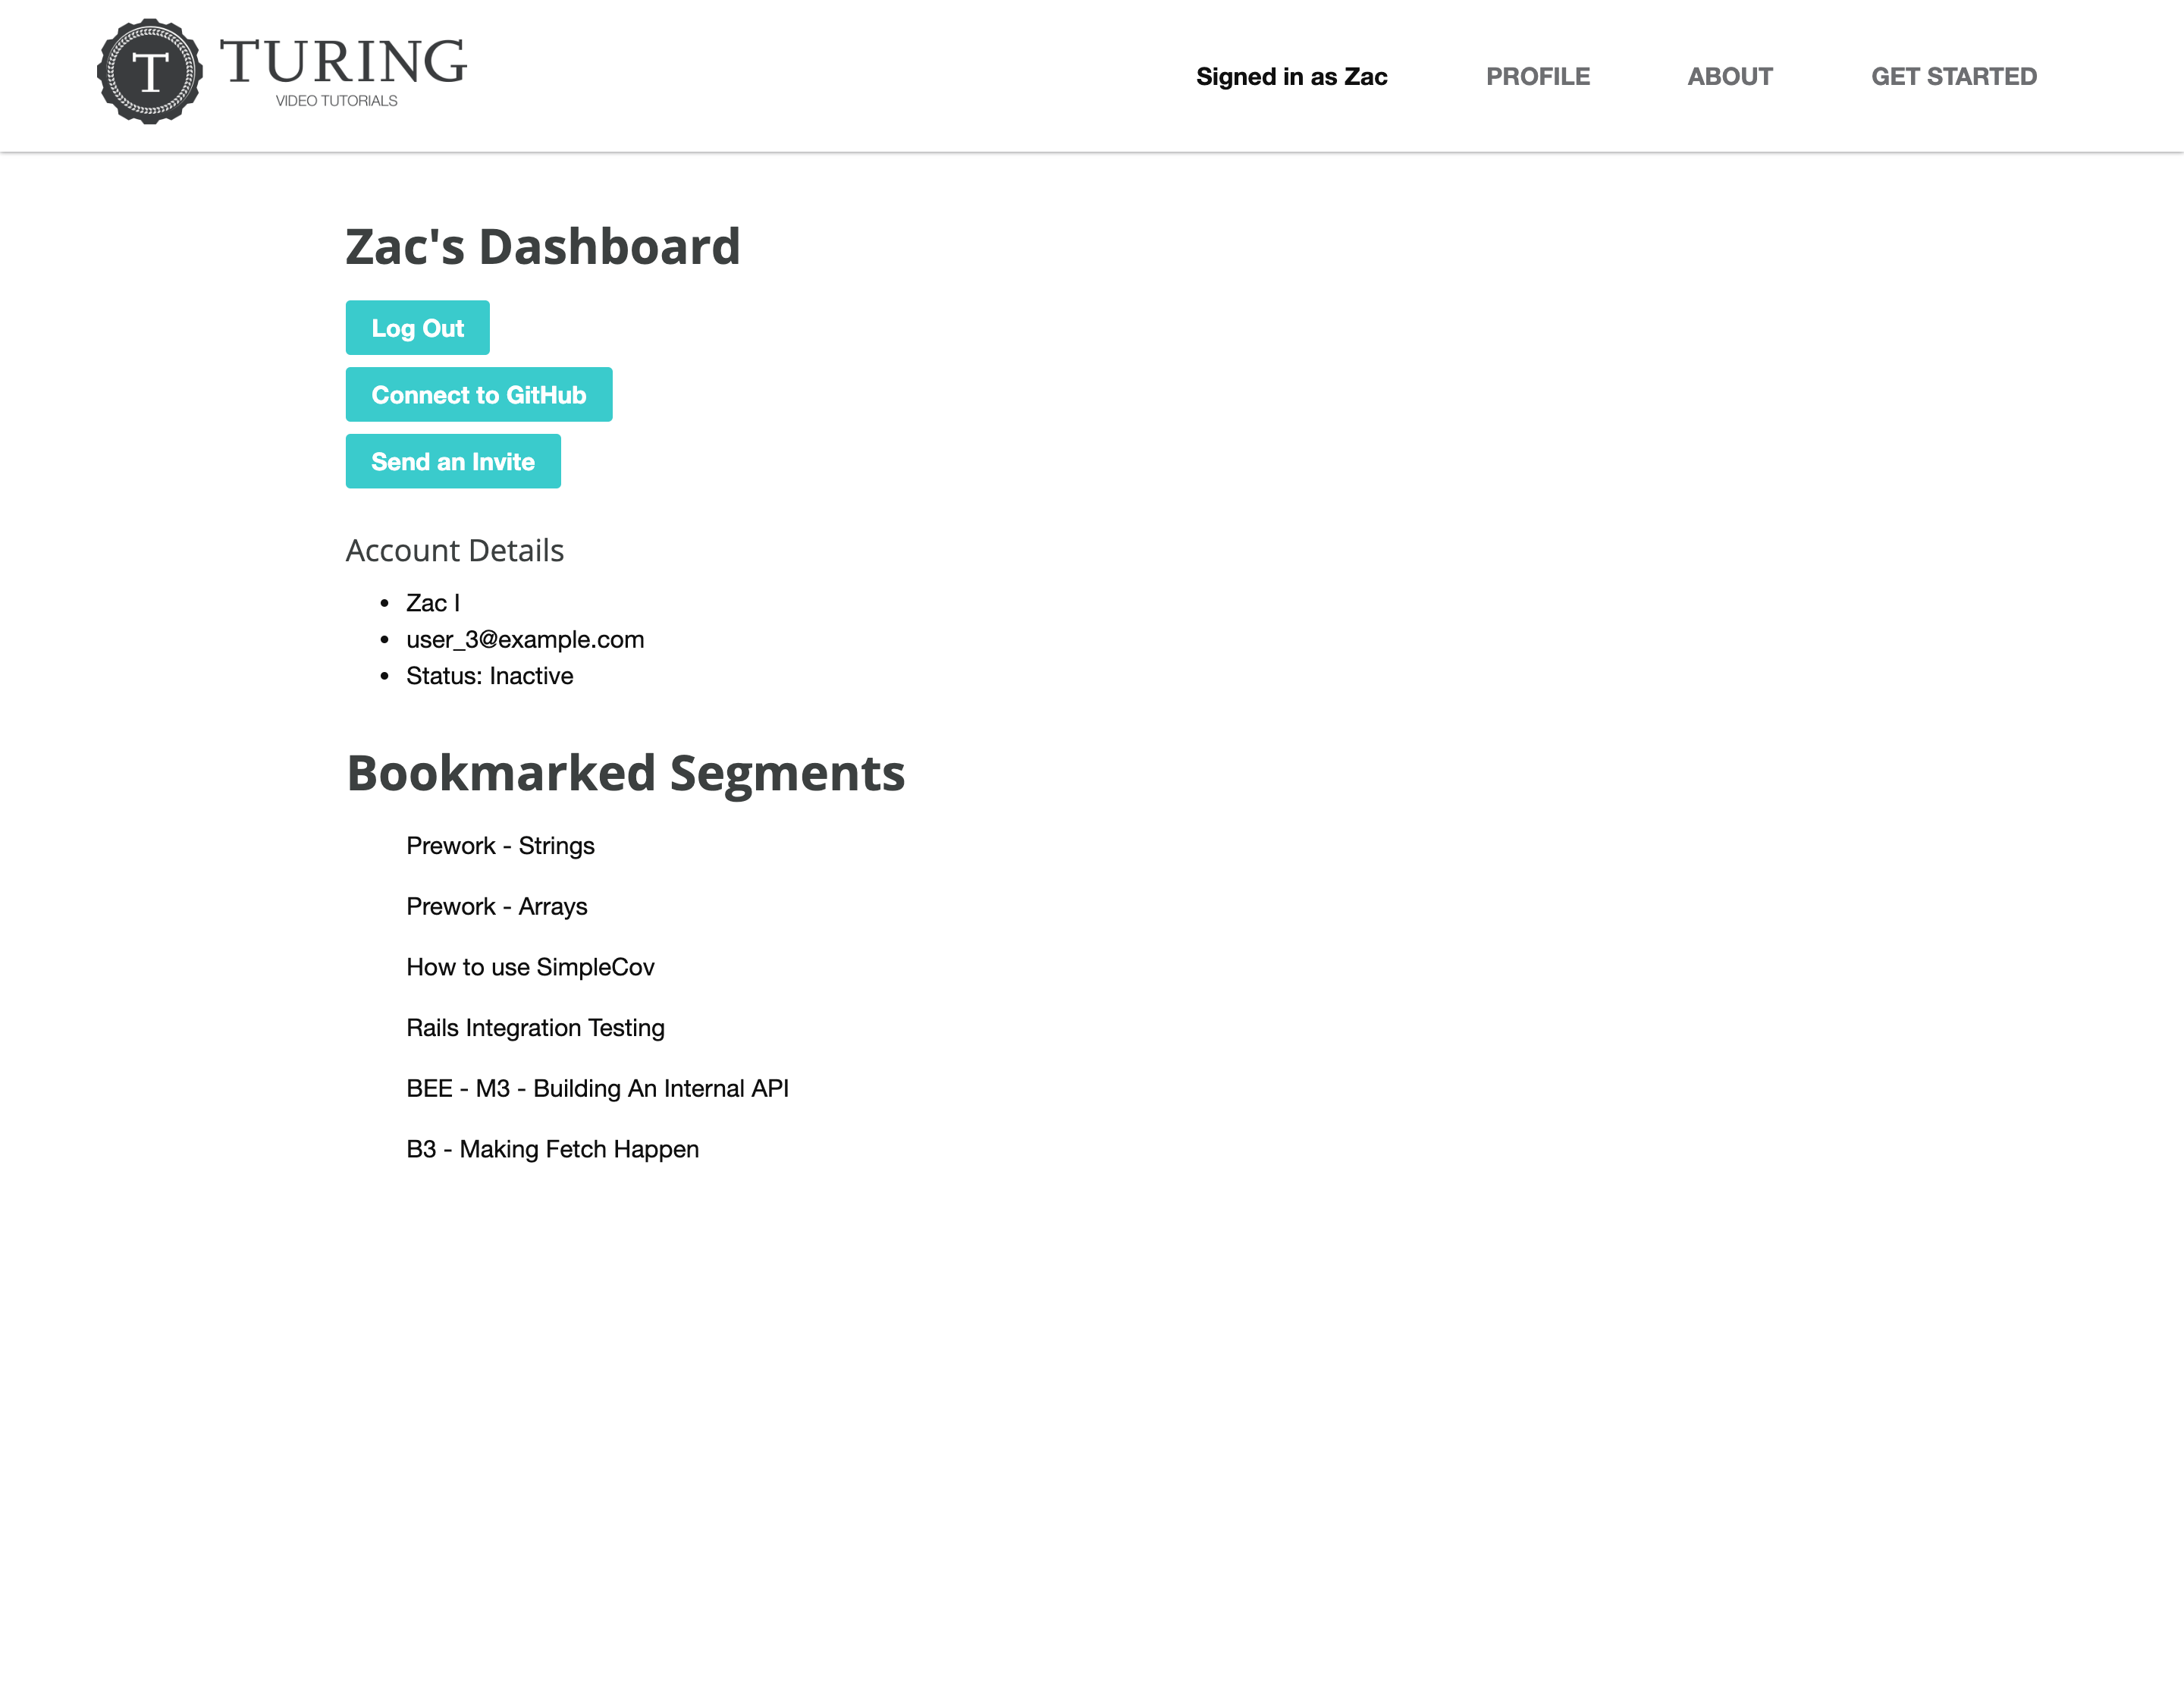 T
TURING
VIDEO TUTORIALS
Signed in as Zac
PROFILE
ABOUT
GET STARTED
Zac's Dashboard
Log Out
Connect to GitHub
Send an Invite
Account Details
Zac I
user_3@example.com
Status: Inactive
Bookmarked Segments
Prework - Strings
Prework - Arrays
How to use SimpleCov
Rails Integration Testing
BEE - M3 - Building An Internal API
B3 - Making Fetch Happen